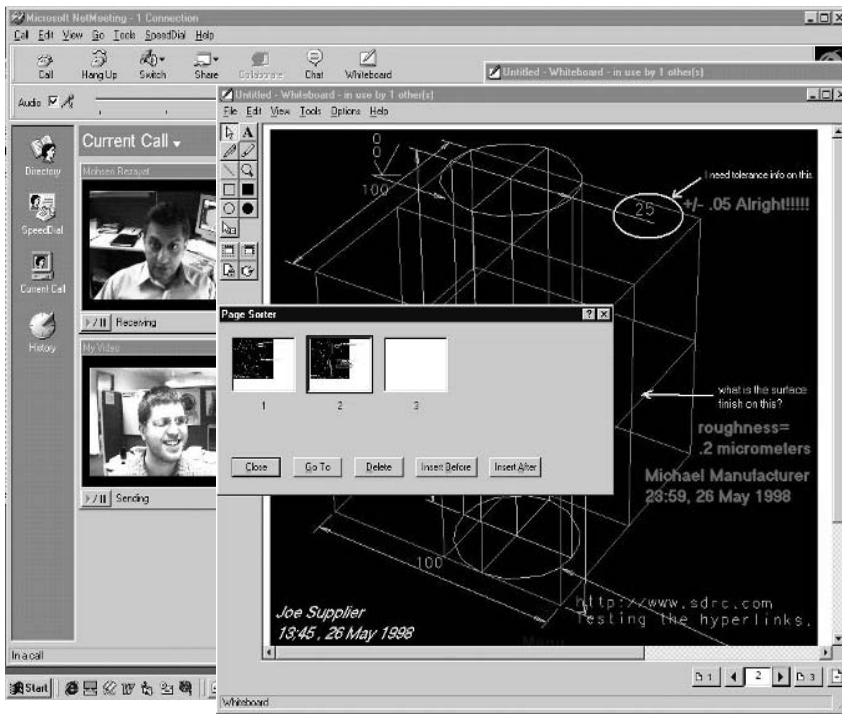 Microsoft NetMeeting - 1 Connection
Call Edit View Go Tools SpeedDial Help
Call
Hang Up
Switch
Share
Collaborate
Chat
Whiteboard
Untitled - Whiteboard - in use by 1 other(s)
Audio
Untitled - Whiteboard - in use by 1 other(s)
File Edit View Tools Options Help
A
Directory
SpeedDial
Current Call
History
Current Call
Mohsen Rezayat
Receiving
My Video
Sending
100
25
I need tolerance info on this
+/- .05 Alright!!!!!
Page Sorter
1
2
3
Close
Go To
Delete
Insert Before
Insert After
what is the surface
finish on this?
roughness=
.2 micrometers
Michael Manufacturer
23:59, 26 May 1998
100
Joe Supplier
13:45 , 26 May 1998
http://www.sdrc.com
Testing the hyperlinks.
Menu
1
2
3
In a call
Start
Whiteboard